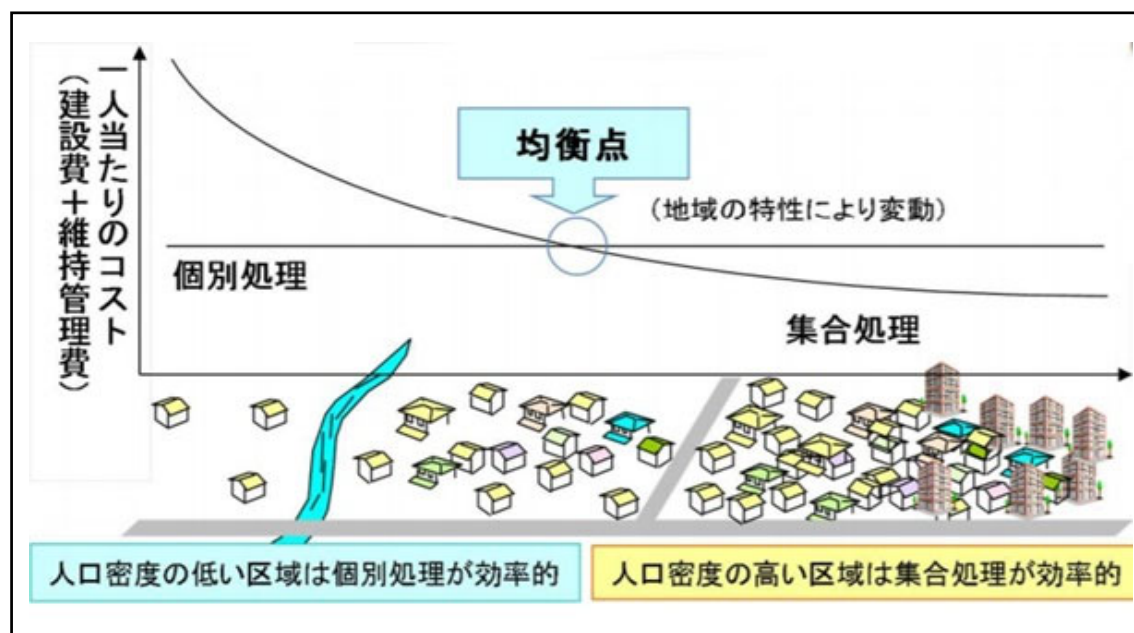 一人当たりのコスト
（建設費＋維持管理費）
均衡点
（地域の特性により変動）
個別処理
集合処理
人口密度の低い区域は個別処理が効率的
人口密度の高い区域は集合処理が効率的